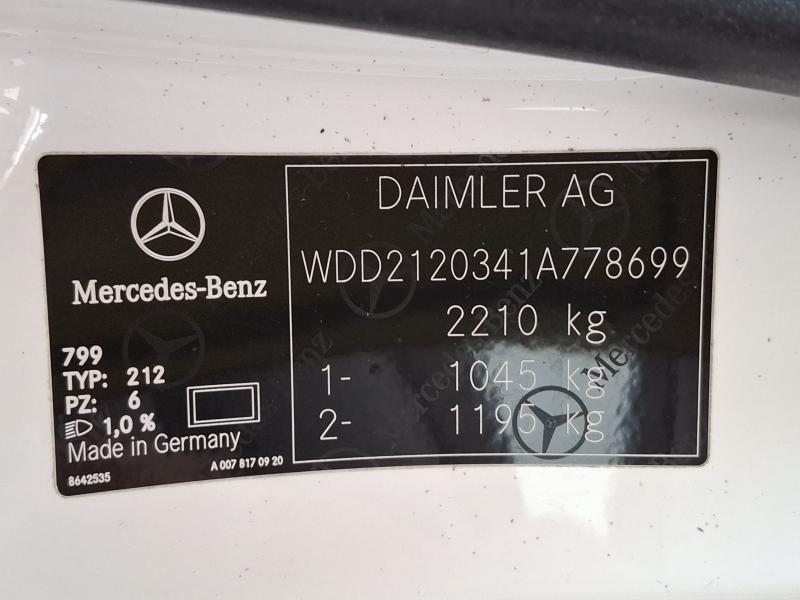 Mercedes-Benz
799
TYP: 212
PZ: 6
1,0 %
Made in Germany
8642535
A 007 817 09 20
DAIMLER AG
WDD2120341A778699
2210 kg
1- 1045 kg
2- 1195 kg